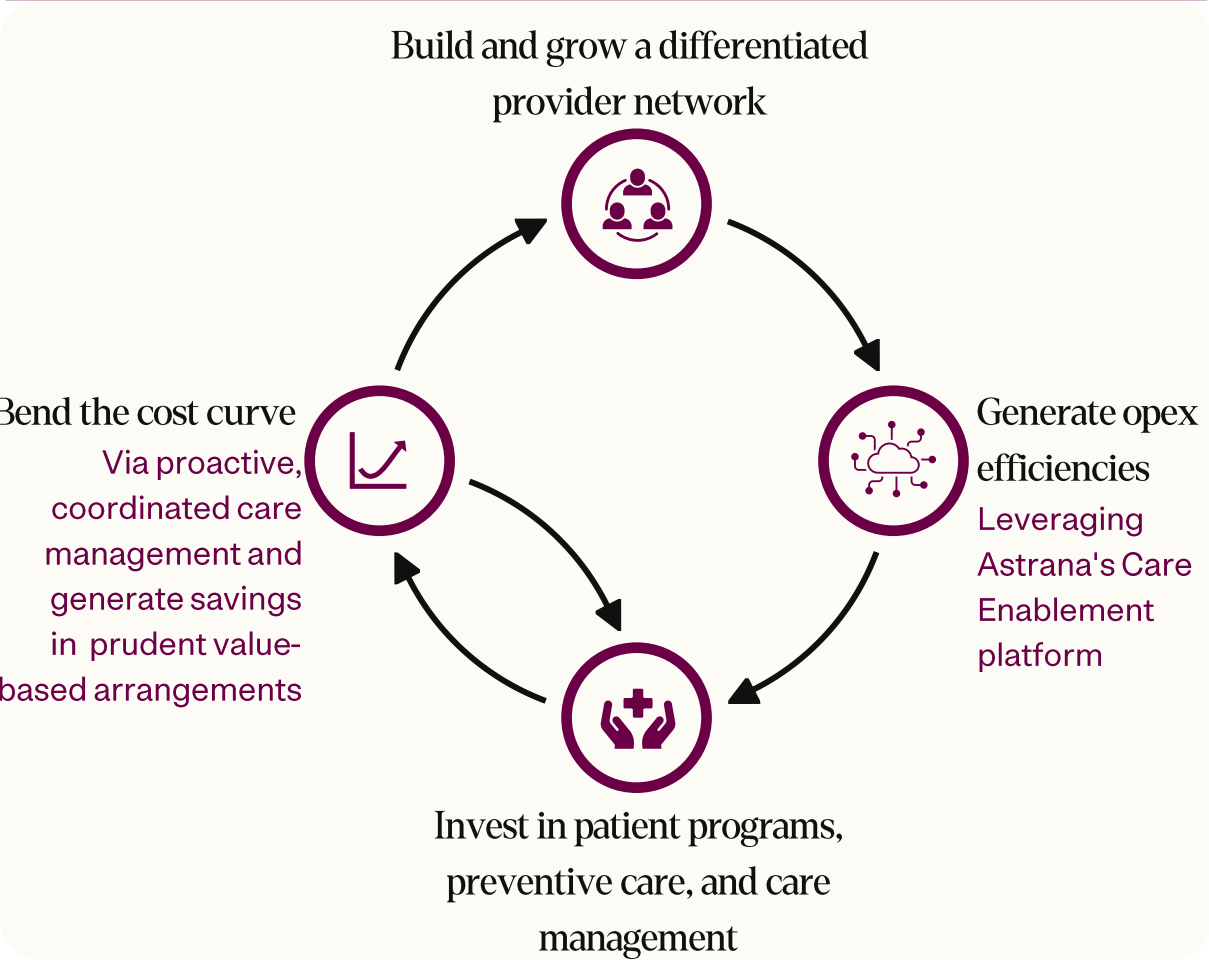 Build and grow a differentiated
provider network
Bend the cost curve
Via proactive,
coordinated care
management and
generate savings
in  prudent value-
based arrangements
Generate opex
efficiencies
Leveraging
Astrana's Care
Enablement
platform
Invest in patient programs,
preventive care, and care
management